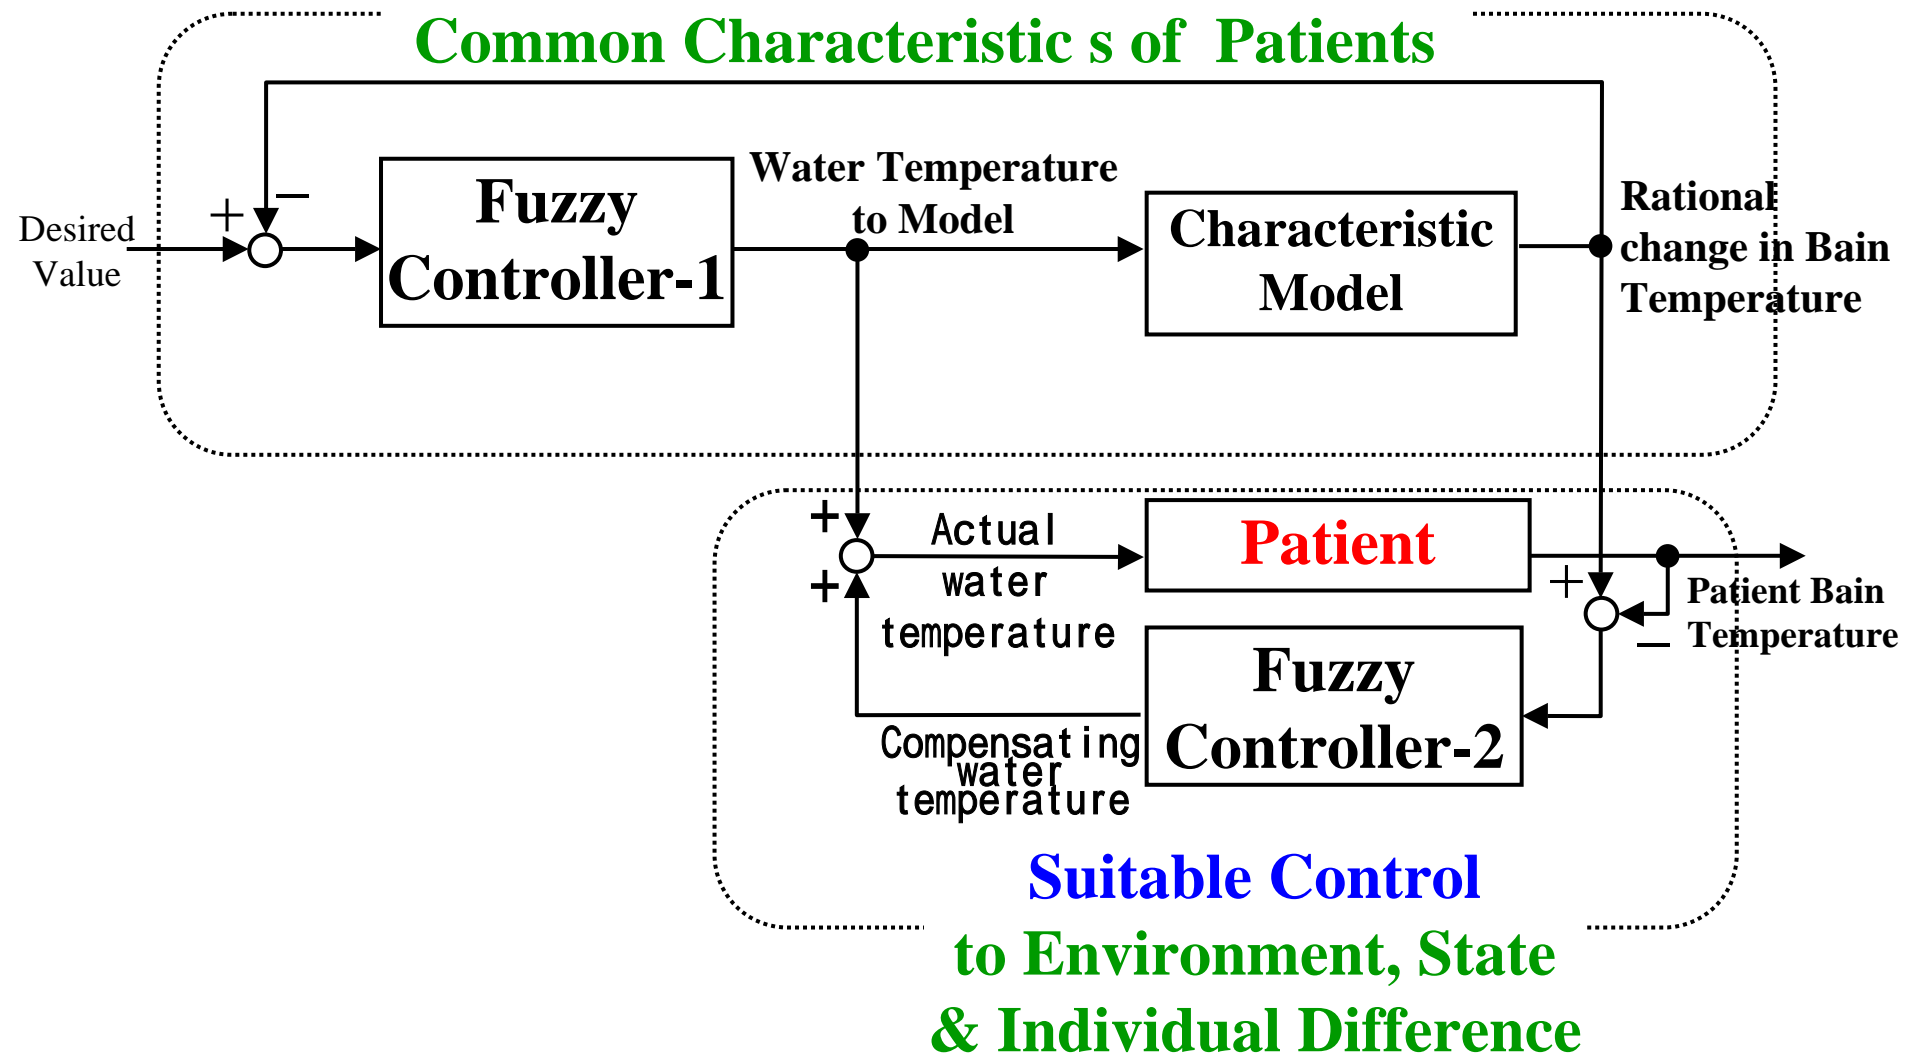 Common Characteristic s of Patients
Desired
Value
+
−
Fuzzy
Controller-1
Water Temperature
to Model
Characteristic
Model
Rational
change in Bain
Temperature
+
+
Actual
water
temperature
Patient
+
−
Patient Bain
Temperature
Fuzzy
Controller-2
Compensating
water
temperature
Suitable Control
to Environment, State
& Individual Difference